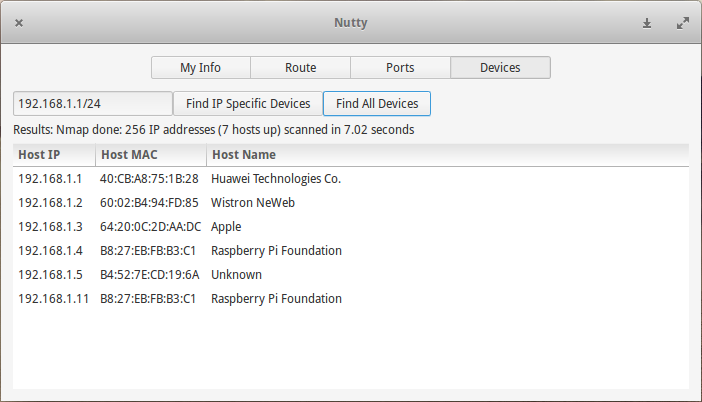 Nutty
My Info Route Ports Devices
192.168.1.1/24 Find IP Specific Devices Find All Devices
Results: Nmap done: 256 IP addresses (7 hosts up) scanned in 7.02 seconds
Host IP Host MAC Host Name
192.168.1.1 40:CB:A8:75:1B:28 Huawei Technologies Co.
192.168.1.2 60:02:B4:94:FD:85 Wistron NeWeb
192.168.1.3 64:20:0C:2D:AA:DC Apple
192.168.1.4 B8:27:EB:FB:B3:C1 Raspberry Pi Foundation
192.168.1.5 B4:52:7E:CD:19:6A Unknown
192.168.1.11 B8:27:EB:FB:B3:C1 Raspberry Pi Foundation